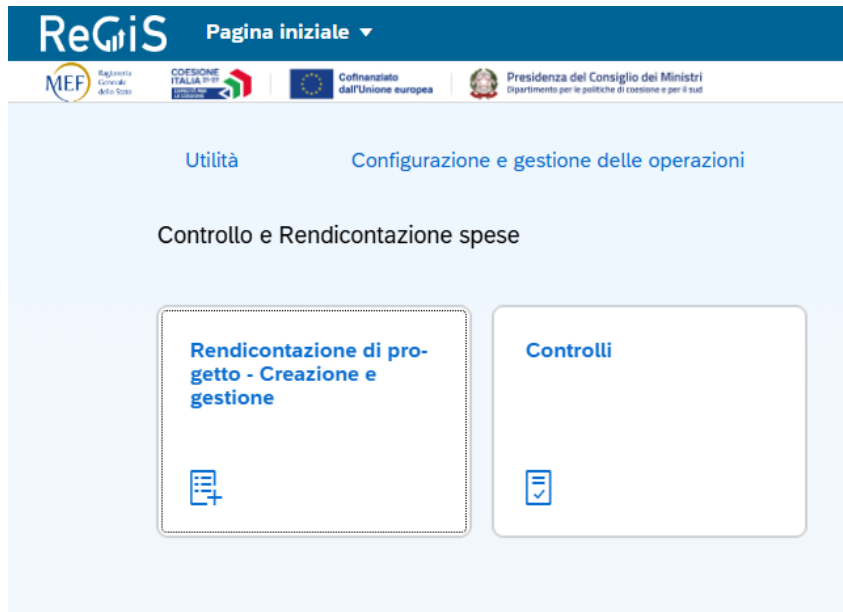 ReGiS
Pagina iniziale
MEF
Ragioneria
Generale
dello Stato
COESIONE
ITALIA 21-27
Cofinanziato
dall'Unione europea
Presidenza del Consiglio dei Ministri
Dipartimento per le politiche di coesione e per il sud
Utilità
Configurazione e gestione delle operazioni
Controllo e Rendicontazione spese
Rendicontazione di pro-
getto - Creazione e
gestione
Controlli